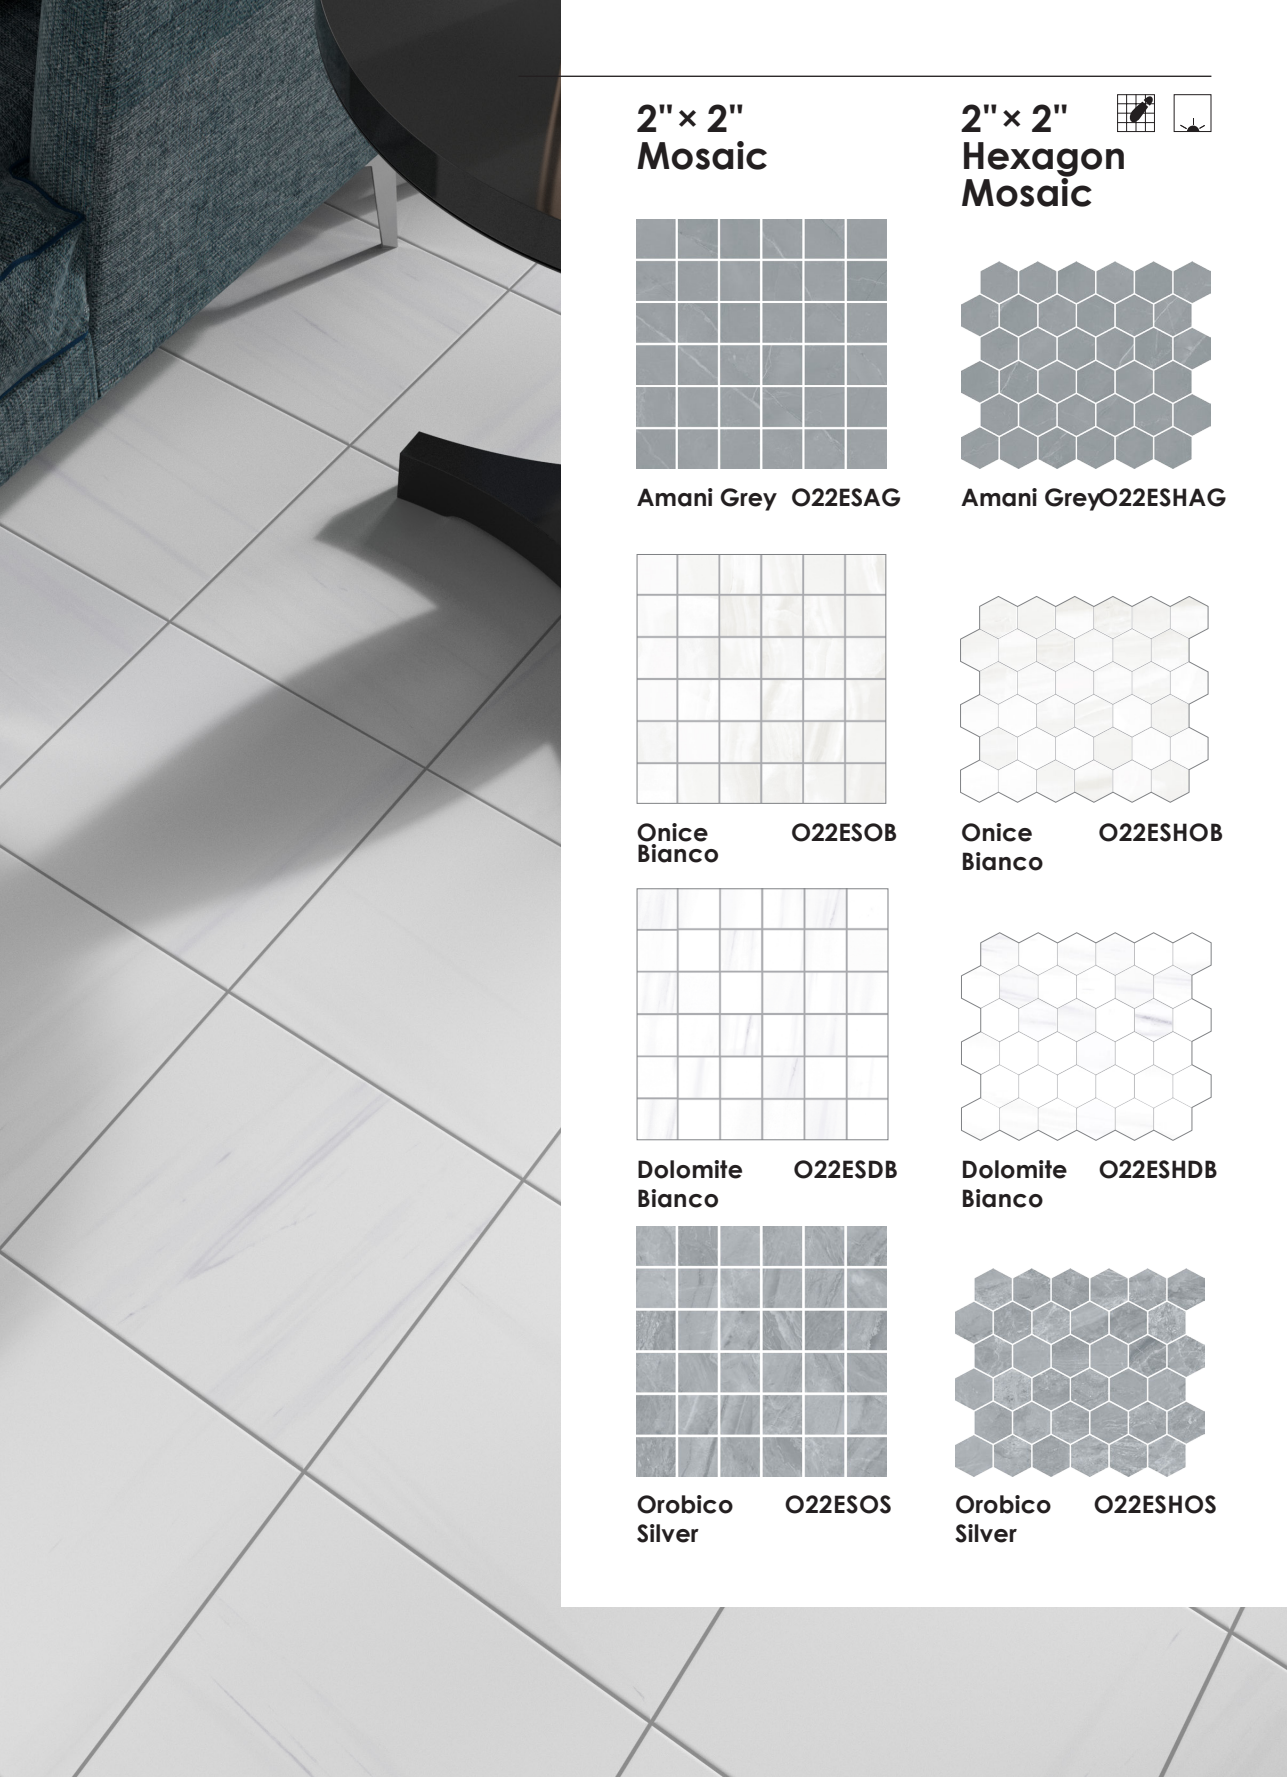 2"× 2"
Mosaic
2"× 2"
Hexagon
Mosaic
Amani Grey O22ESAG
Amani Grey O22ESHAG
Onice O22ESOB
Bianco
Onice O22ESHOB
Bianco
Dolomite O22ESDB
Bianco
Dolomite O22ESHDB
Bianco
Orobico O22ESOS
Silver
Orobico O22ESHOS
Silver